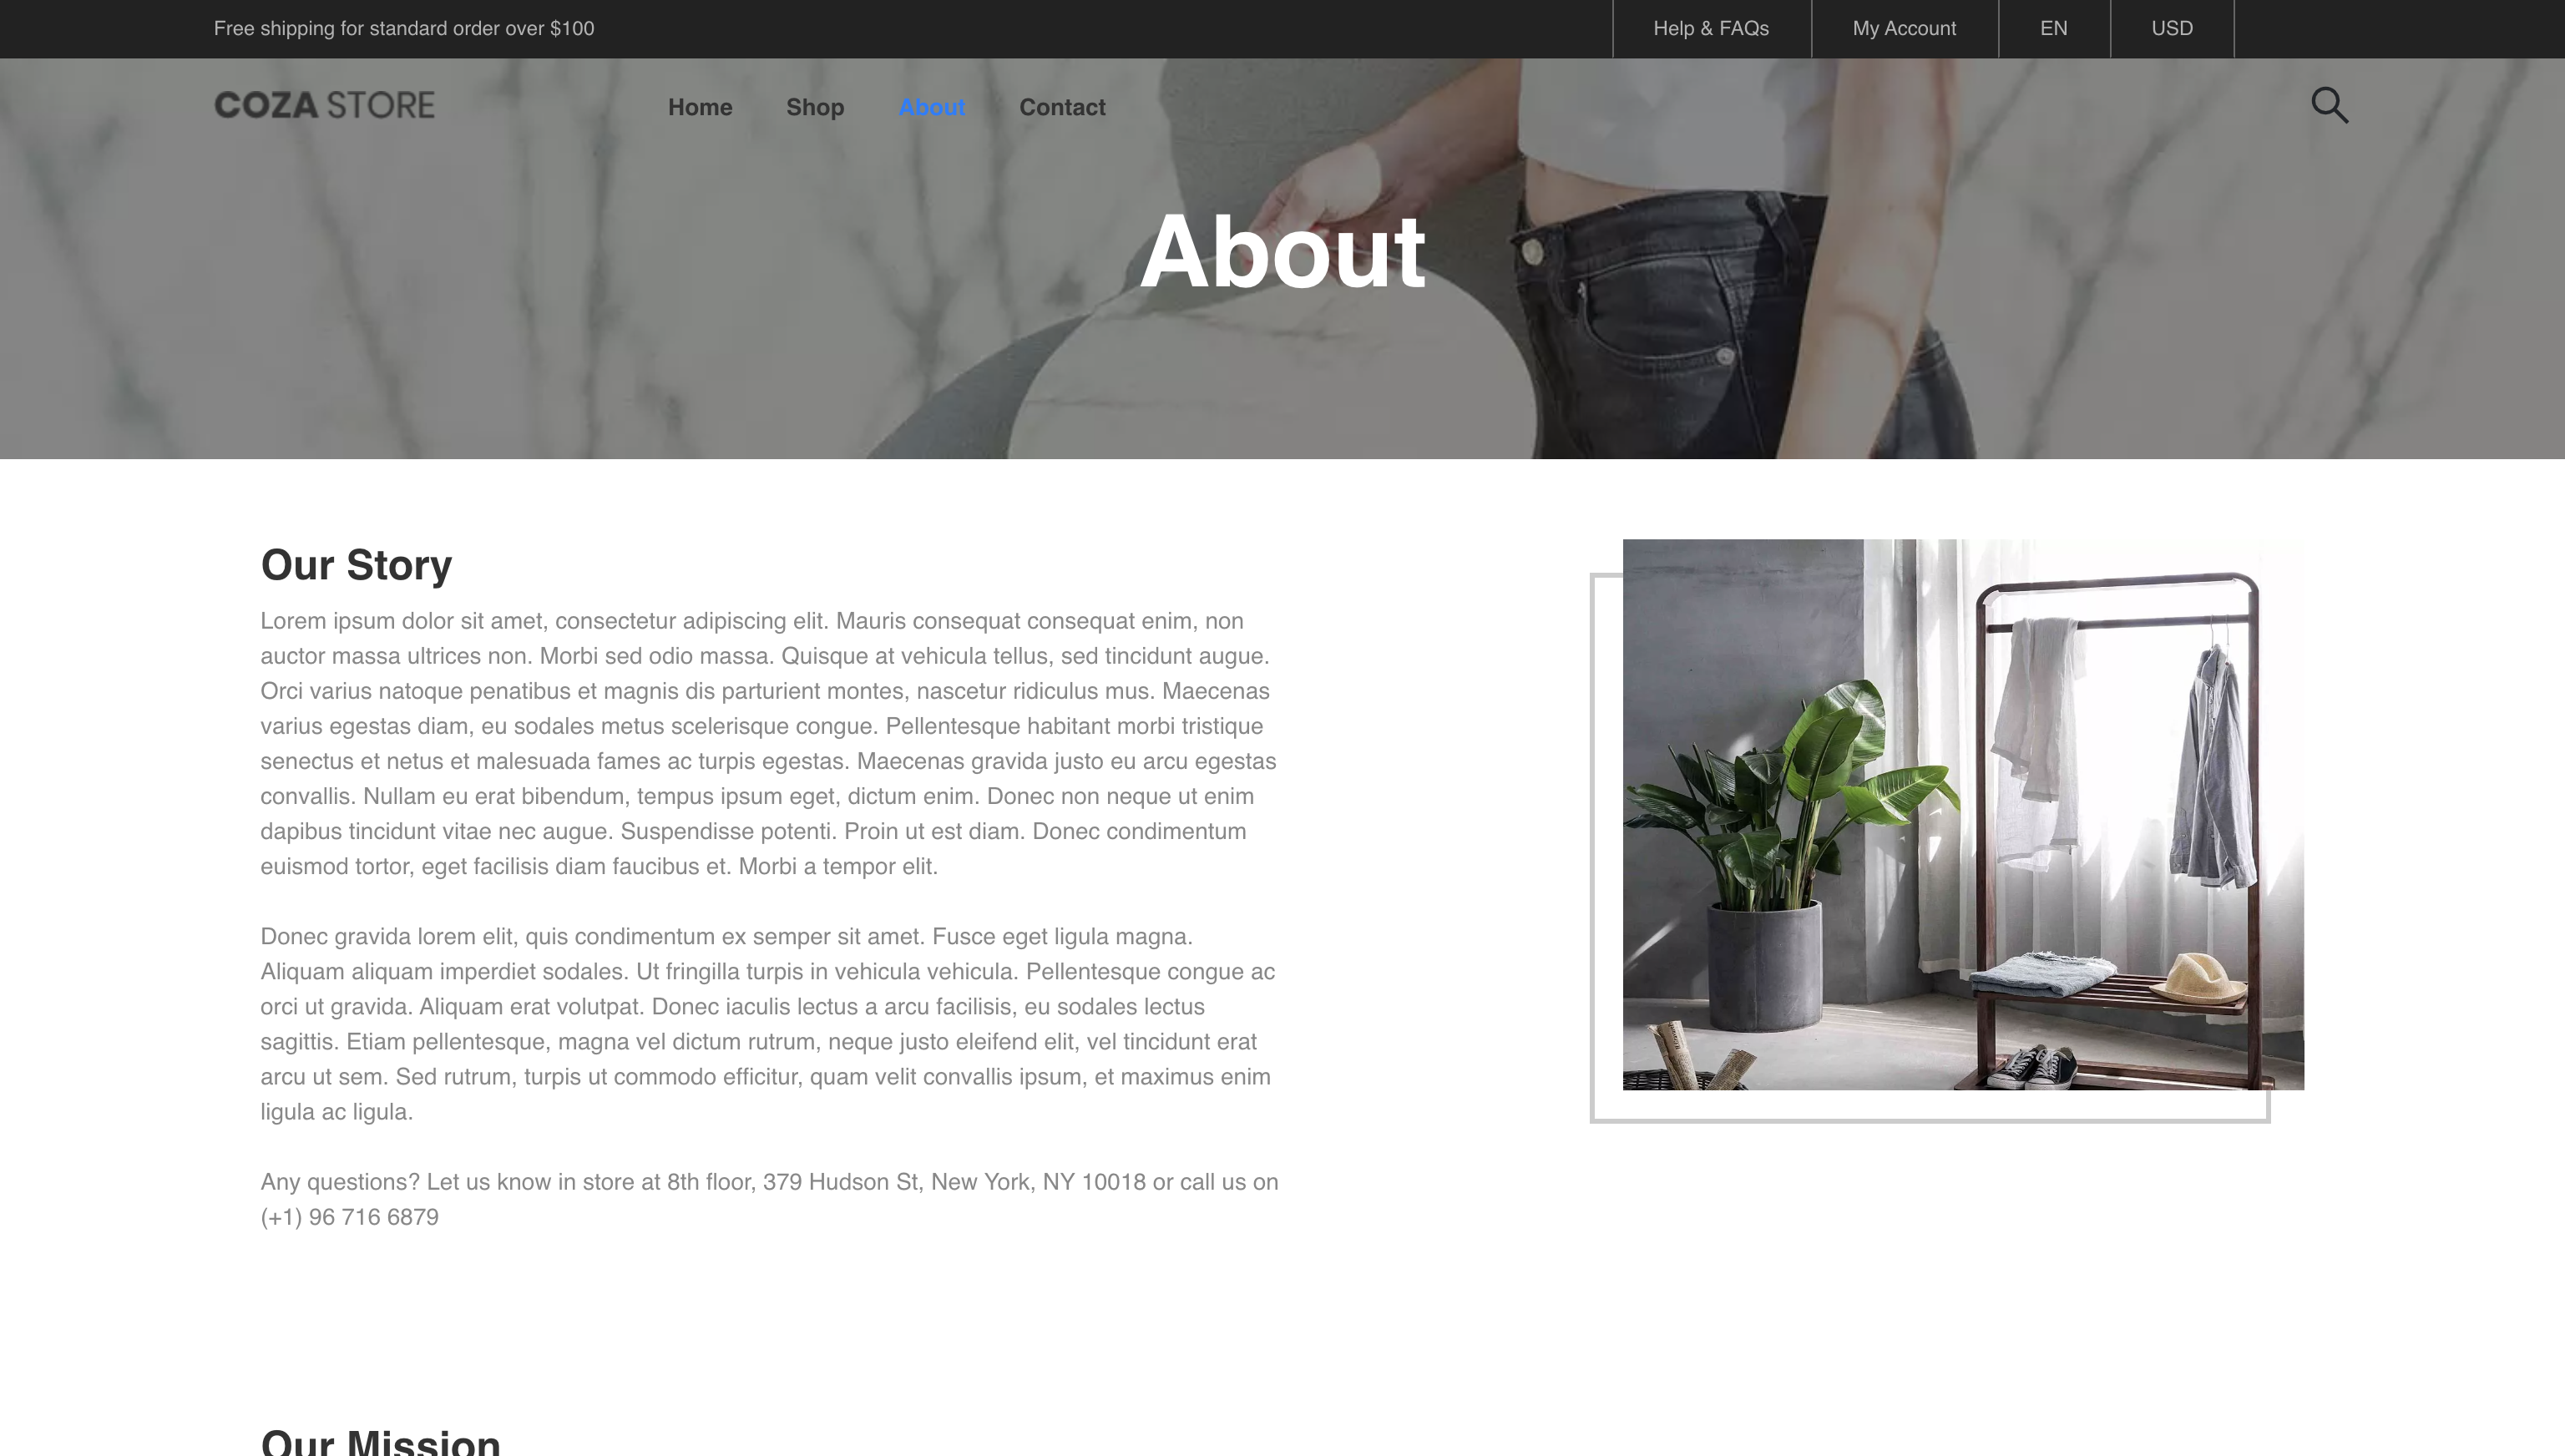 Free shipping for standard order over $100
Help & FAQs
My Account
EN
USD
COZA STORE
Home
Shop
About
Contact
About
Our Story
Lorem ipsum dolor sit amet, consectetur adipiscing elit. Mauris consequat consequat enim, non
auctor massa ultrices non. Morbi sed odio massa. Quisque at vehicula tellus, sed tincidunt augue.
Orci varius natoque penatibus et magnis dis parturient montes, nascetur ridiculus mus. Maecenas
varius egestas diam, eu sodales metus scelerisque congue. Pellentesque habitant morbi tristique
senectus et netus et malesuada fames ac turpis egestas. Maecenas gravida justo eu arcu egestas
convallis. Nullam eu erat bibendum, tempus ipsum eget, dictum enim. Donec non neque ut enim
dapibus tincidunt vitae nec augue. Suspendisse potenti. Proin ut est diam. Donec condimentum
euismod tortor, eget facilisis diam faucibus et. Morbi a tempor elit.
Donec gravida lorem elit, quis condimentum ex semper sit amet. Fusce eget ligula magna.
Aliquam aliquam imperdiet sodales. Ut fringilla turpis in vehicula vehicula. Pellentesque congue ac
orci ut gravida. Aliquam erat volutpat. Donec iaculis lectus a arcu facilisis, eu sodales lectus
sagittis. Etiam pellentesque, magna vel dictum rutrum, neque justo eleifend elit, vel tincidunt erat
arcu ut sem. Sed rutrum, turpis ut commodo efficitur, quam velit convallis ipsum, et maximus enim
ligula ac ligula.
Any questions? Let us know in store at 8th floor, 379 Hudson St, New York, NY 10018 or call us on
(+1) 96 716 6879
Our Mission